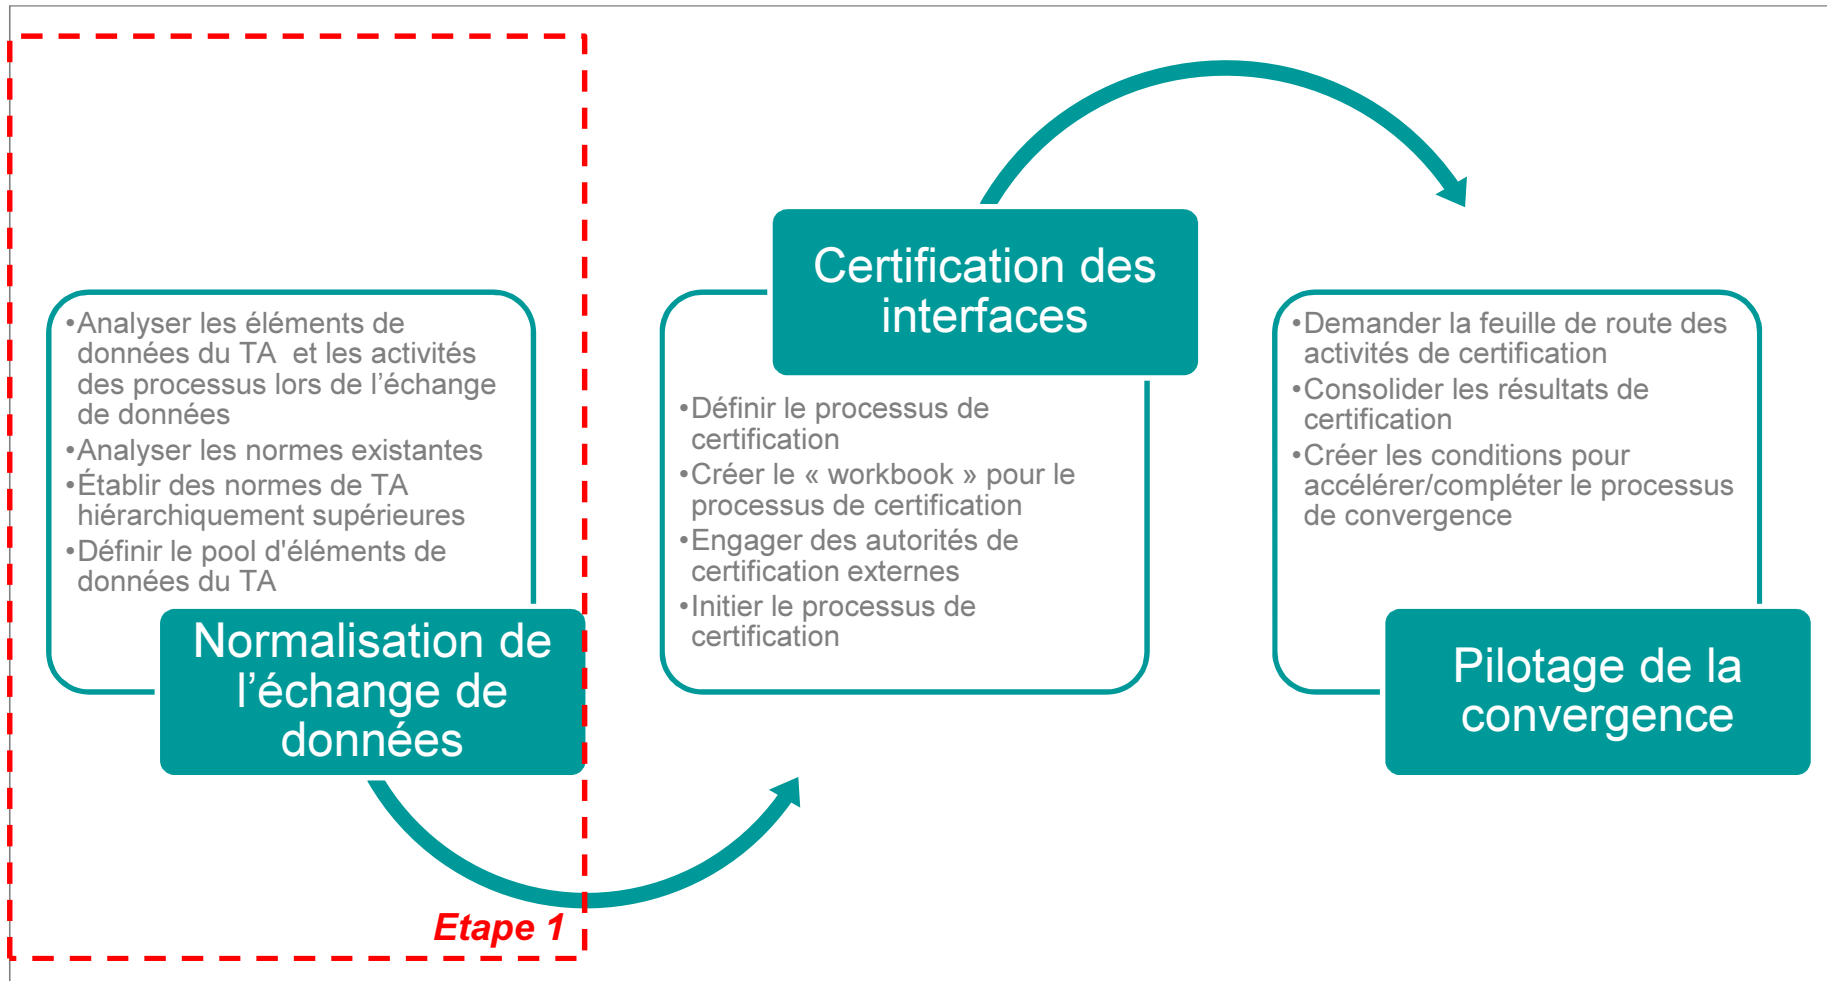 •Analyser les éléments de
données du TA  et les activités
des processus lors de l’échange
de données
•Analyser les normes existantes
•Établir des normes de TA
hiérarchiquement supérieures
•Définir le pool d'éléments de
données du TA
Normalisation de
l’échange de
données
Etape 1
Certification des
interfaces
•Définir le processus de
certification
•Créer le « workbook » pour le
processus de certification
•Engager des autorités de
certification externes
•Initier le processus de
certification
•Demander la feuille de route des
activités de certification
•Consolider les résultats de
certification
•Créer les conditions pour
accélérer/compléter le processus
de convergence
Pilotage de la
convergence